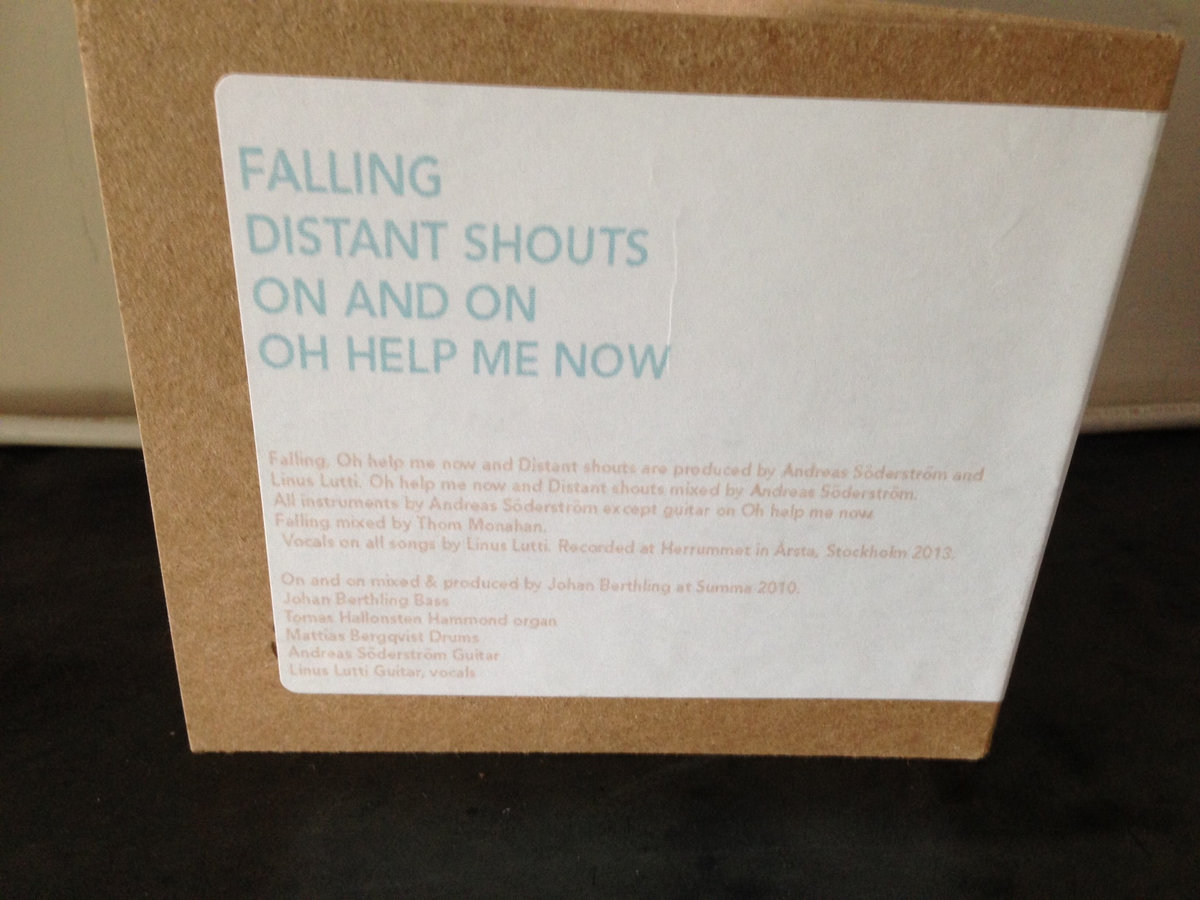 FALLING
DISTANT SHOUTS
ON AND ON
OH HELP ME NOW
Falling, Oh help me now and Distant shouts are produced by Andreas Söderström and
Linus Lutti. Oh help me now and Distant shouts mixed by Andreas Söderström.
All instruments by Andreas Söderström except guitar on Oh help me now.
Falling mixed by Thom Monahan.
Vocals on all songs by Linus Lutti. Recorded at Herrummet in Årsta, Stockholm 2013.
On and on mixed & produced by Johan Berthling at Summa 2010.
Johan Berthling Bass
Tomas Hallonsten Hammond organ
Mattias Bergqvist Drums
Andreas Söderström Guitar
Linus Lutti Guitar, vocals